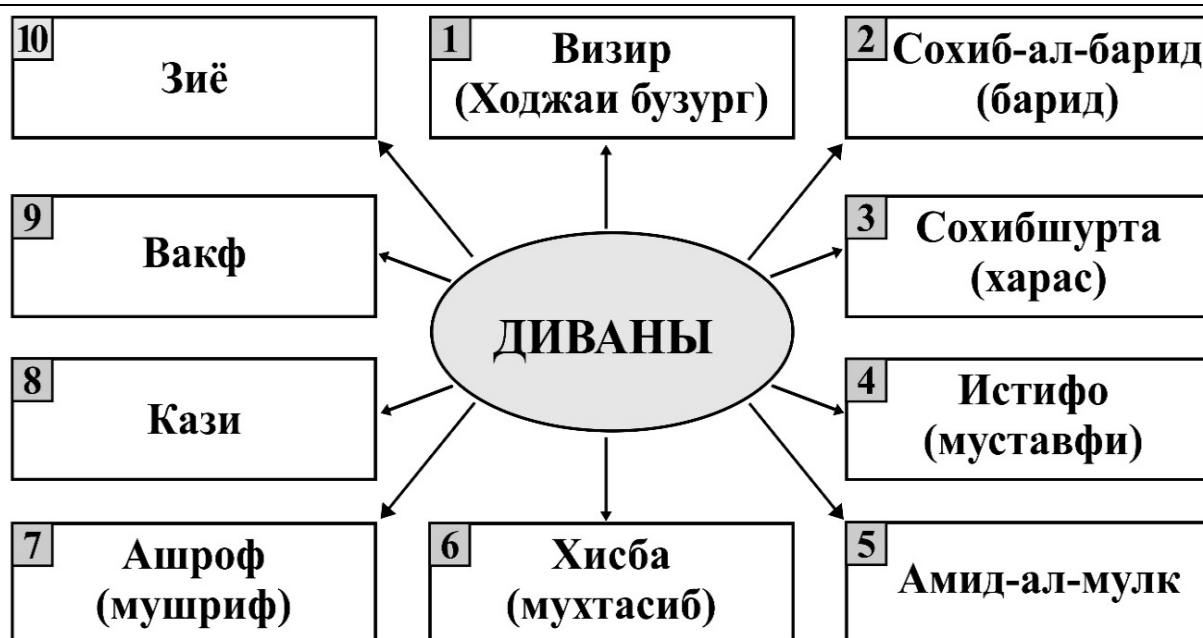 10
Зиё
1
Визир
(Ходжаи бузург)
2
Сохиб-ал-барид
(барид)
9
Вакф
3
Сохибшурта
(харас)
ДИВАНЫ
8
Кази
4
Истифо
(муставфи)
7
Ашроф
(мушриф)
6
Хисба
(мухтасиб)
5
Амид-ал-мулк